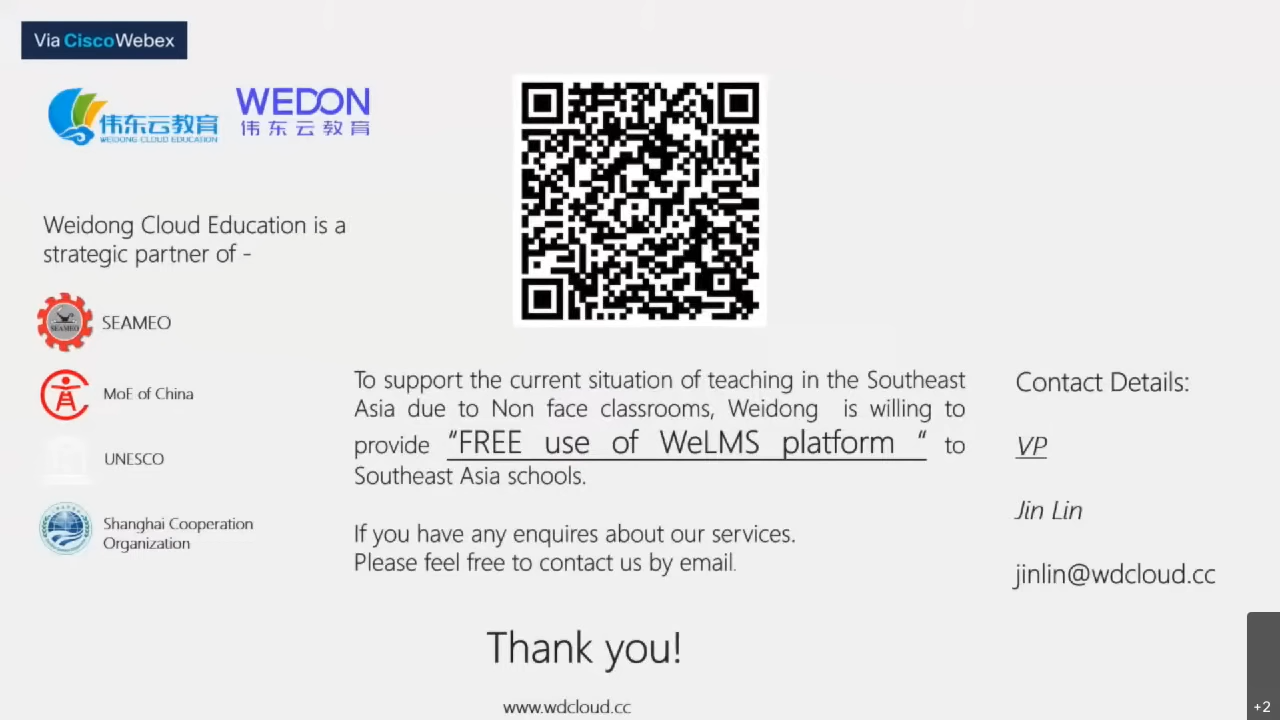 Via CiscoWebex
伟东云教育
WEIDONG CLOUD EDUCATION
WEDON
伟东云教育
Weidong Cloud Education is a
strategic partner of -
SEAMEO
SEAMEO
MoE of China
UNESCO
Shanghai Cooperation
Organization
To support the current situation of teaching in the Southeast
Asia due to Non face classrooms, Weidong is willing to
provide “FREE use of WeLMS platform “ to
Southeast Asia schools.
If you have any enquires about our services.
Please feel free to contact us by email.
Contact Details:
VP
Jin Lin
jinlin@wdcloud.cc
Thank you!
www.wdcloud.cc
+2